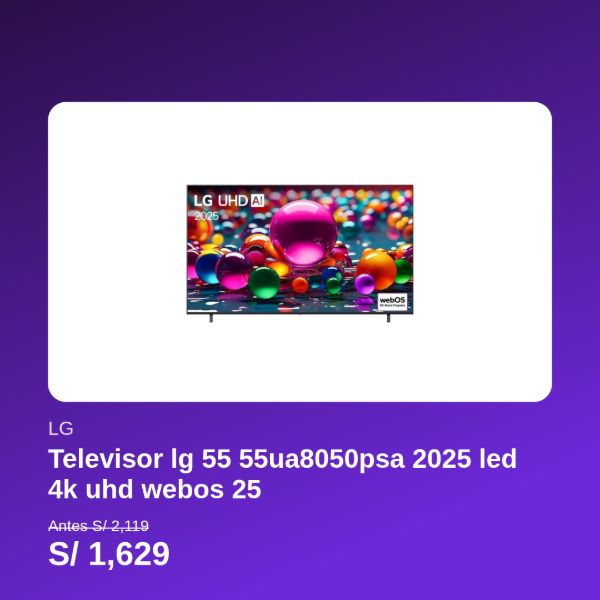 LG UHD AI
2025
webOS
LG
Televisor lg 55 55ua8050psa 2025 led
4k uhd webos 25
Antes S/ 2,119
S/ 1,629